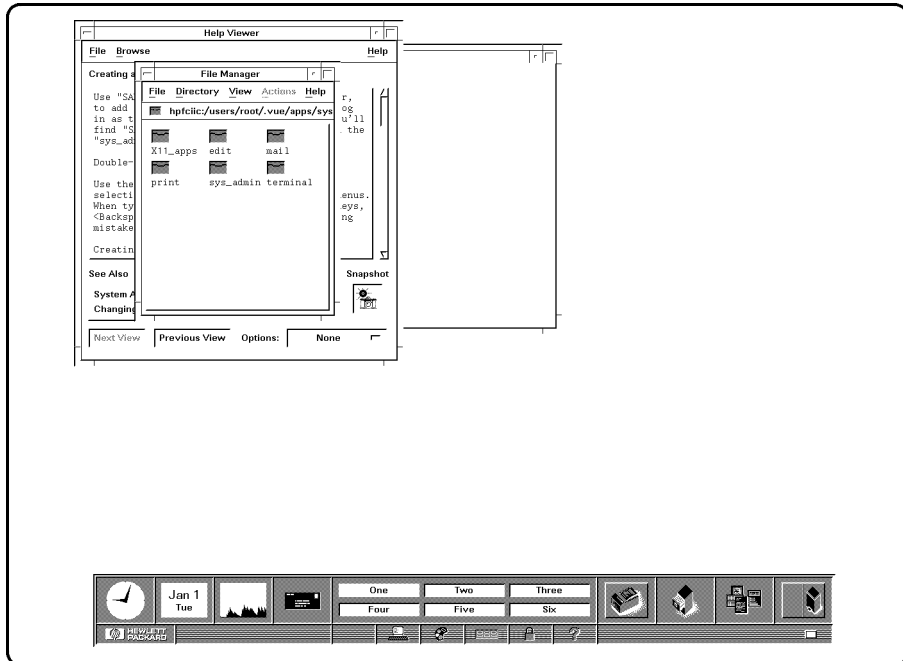 Help Viewer
File Browse Help
Creating a
Use "SA
to add
in as t
find "S
"sys_ad
r,
og
u'll
the
Double-
Use the
selecti
When ty
<Backsp
mistake
enus.
eys,
ng
Creatin
See Also
System A
Changing
Snapshot
Next View Previous View Options: None
File Manager
File Directory View Actions Help
hpfciic:/users/root/.vue/apps/sys
X11_apps edit mail
print sys_admin terminal
Jan 1
Tue
One Two Three
Four Five Six
hp HEWLETT
PACKARD